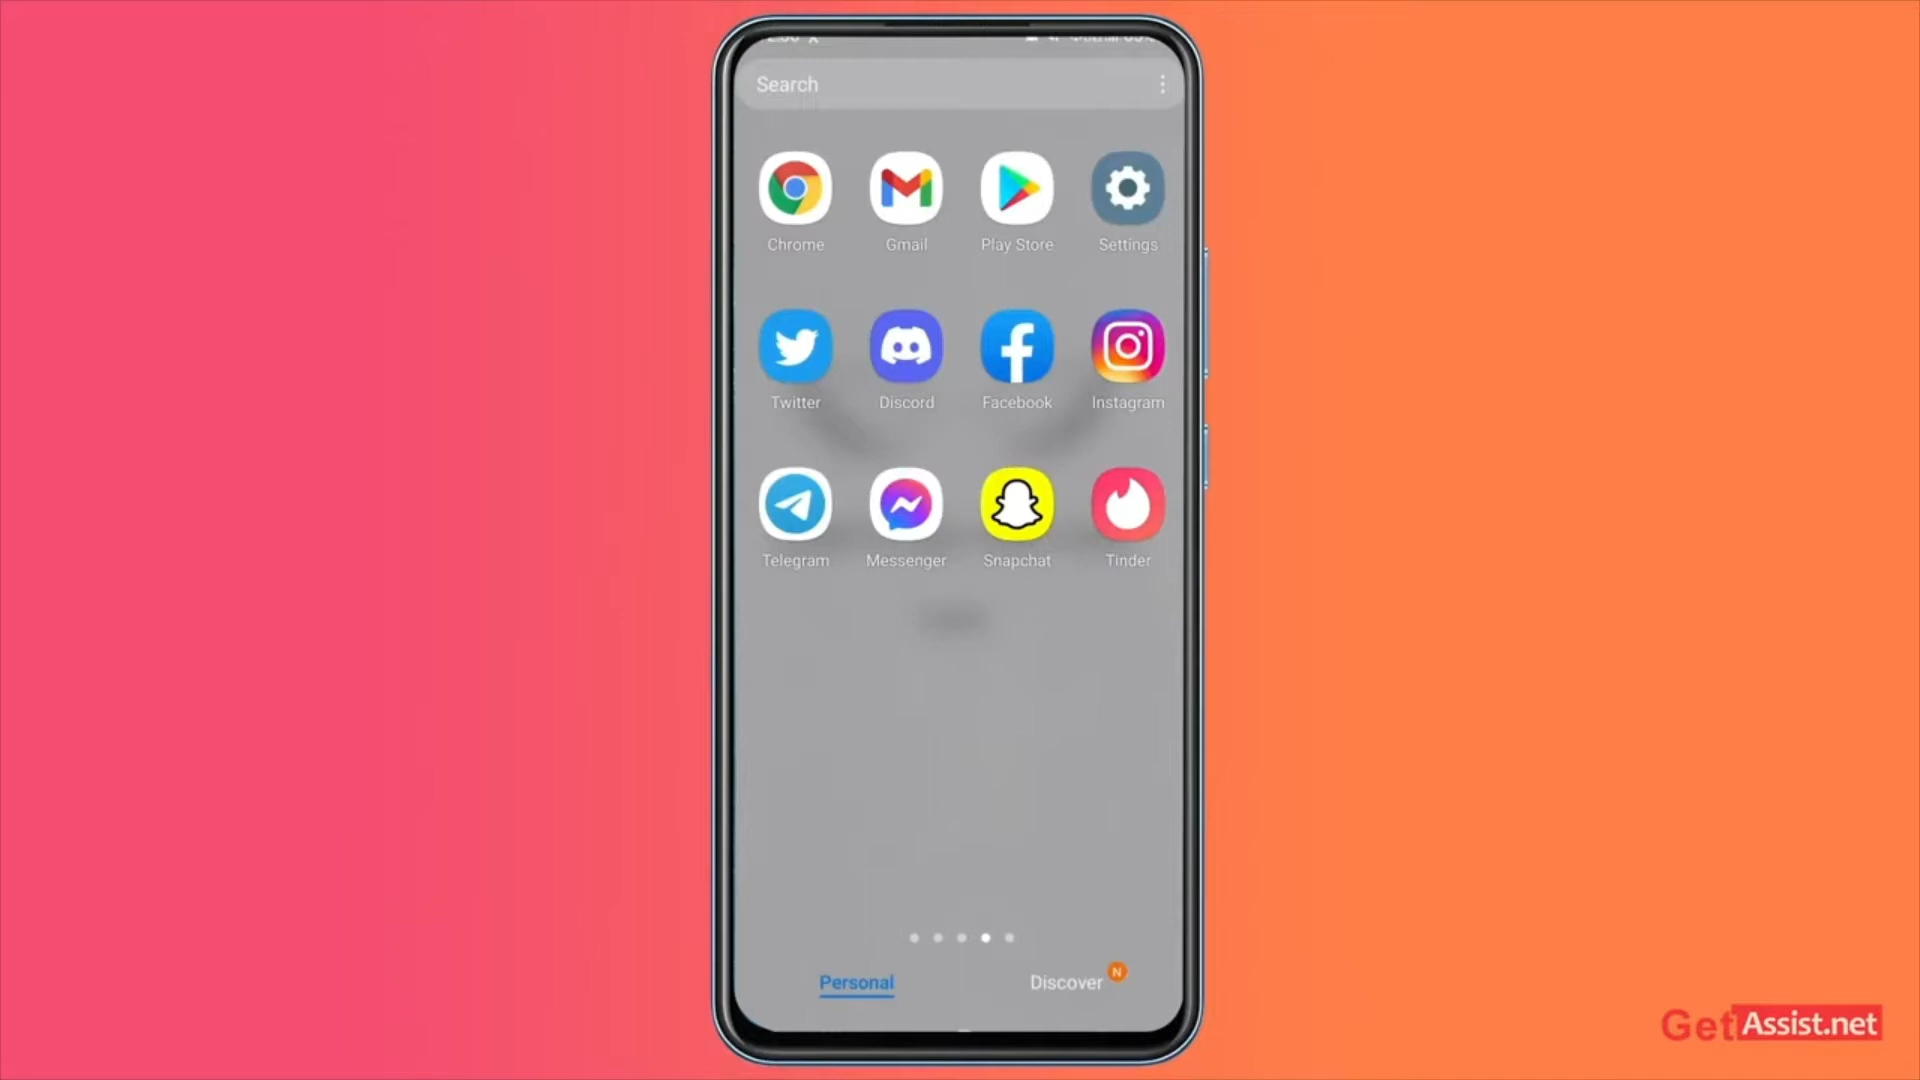 Search
Chrome Gmail Play Store Settings
Twitter Discord Facebook Instagram
Telegram Messenger Snapchat Tinder
Personal Discover N
GetAssist.net